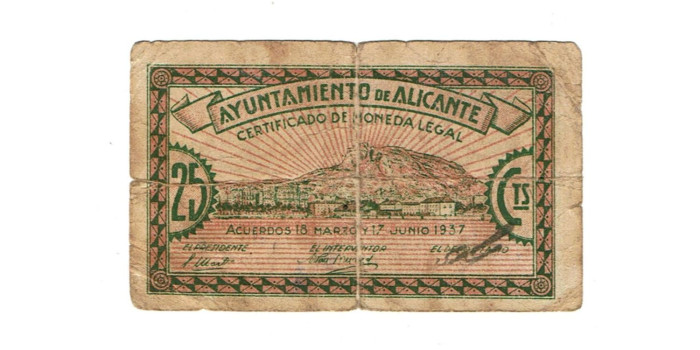 AYUNTAMIENTO DE ALICANTE
CERTIFICADO DE MONEDA LEGAL
25 CTS
ACUERDOS 18 MARZO Y 17 JUNIO 1937
EL PRESIDENTE EL INTERVENTOR